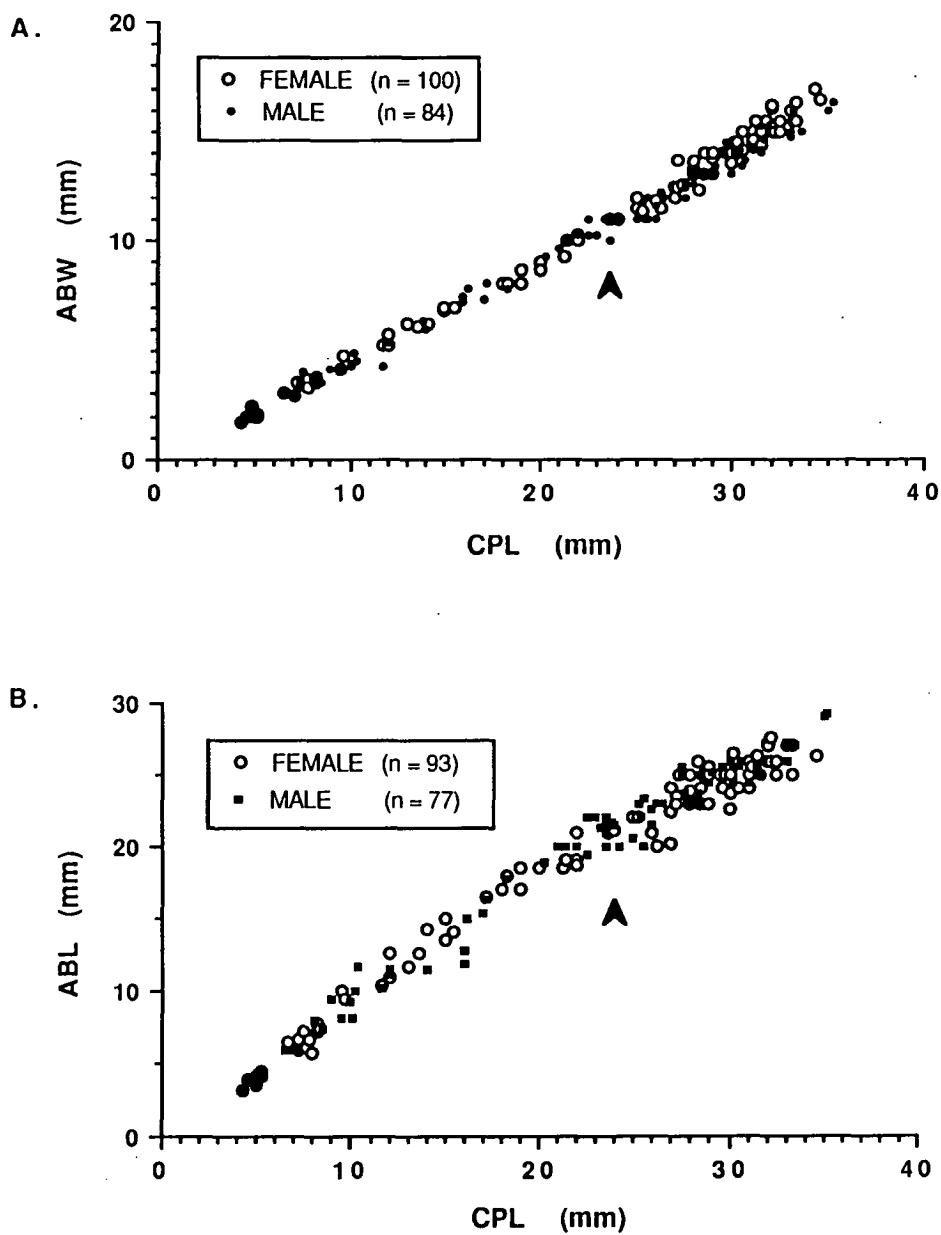 A.
20
10
0
ABW (mm)
FEMALE (n = 100)
MALE (n = 84)
0 10 20 30 40
CPL (mm)
B.
30
20
10
0
ABL (mm)
FEMALE (n = 93)
MALE (n = 77)
0 10 20 30 40
CPL (mm)